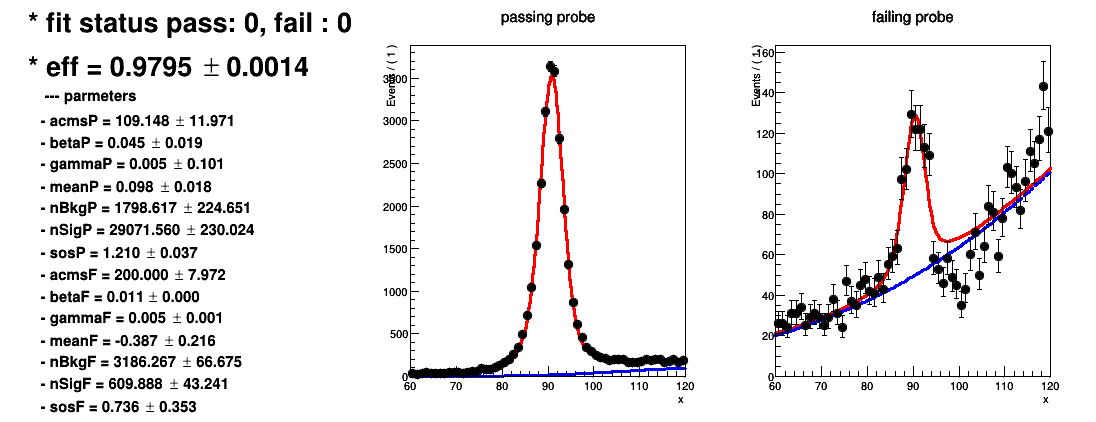 * fit status pass: 0, fail : 0
* eff = 0.9795 ± 0.0014
--- parmeters
- acmsP = 109.148 ± 11.971
- betaP = 0.045 ± 0.019
- gammaP = 0.005 ± 0.101
- meanP = 0.098 ± 0.018
- nBkgP = 1798.617 ± 224.651
- nSigP = 29071.560 ± 230.024
- sosP = 1.210 ± 0.037
- acmsF = 200.000 ± 7.972
- betaF = 0.011 ± 0.000
- gammaF = 0.005 ± 0.001
- meanF = -0.387 ± 0.216
- nBkgF = 3186.267 ± 66.675
- nSigF = 609.888 ± 43.241
- sosF = 0.736 ± 0.353
passing probe
Events / ( 1 )
3500
3000
2500
2000
1500
1000
500
0
60 70 80 90 100 110 120
x
failing probe
Events / ( 1 )
160
140
120
100
80
60
40
20
0
60 70 80 90 100 110 120
x